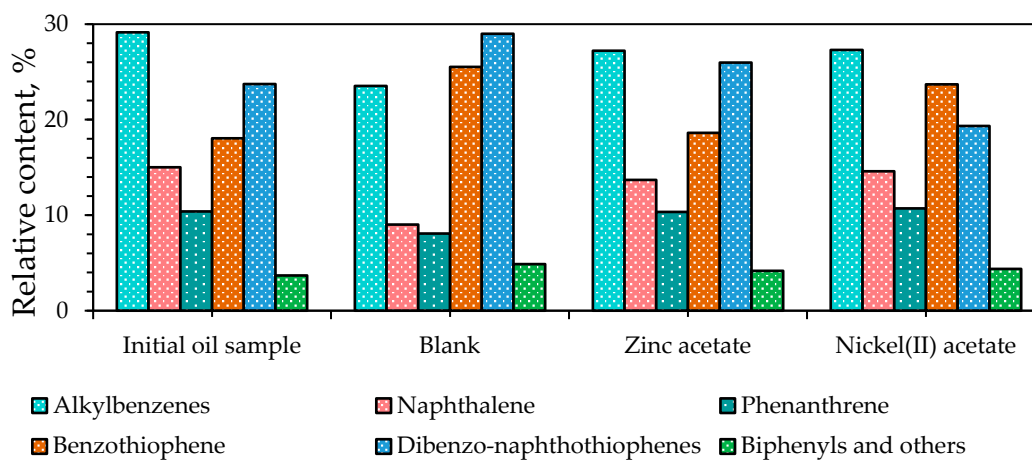 Relative content, %
30
20
10
0
Initial oil sample Blank Zinc acetate Nickel(II) acetate
Alkylbenzenes Naphthalene Phenanthrene
Benzothiophene Dibenzo-naphthothiophenes Biphenyls and others